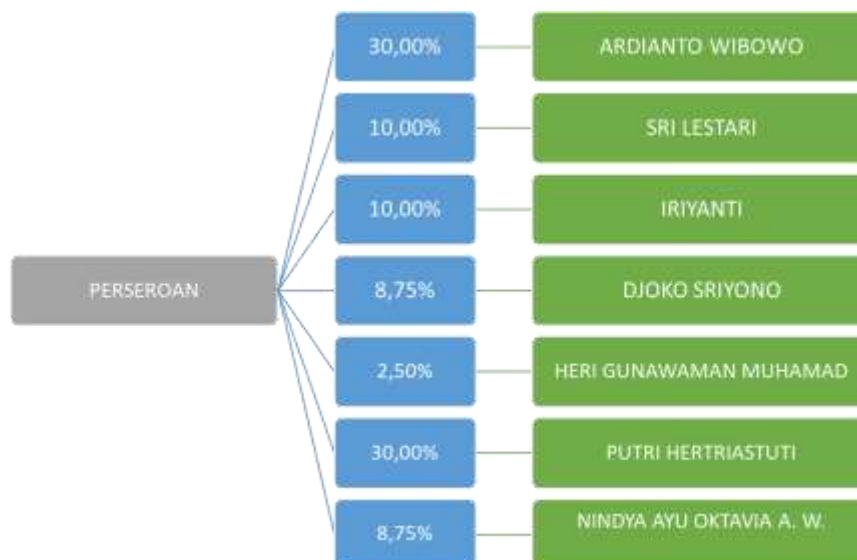 30,00%
ARDIANTO WIBOWO
10,00%
SRI LESTARI
10,00%
IRIYANTI
PERSEROAN
8,75%
DJOKO SRIYONO
2,50%
HERI GUNAWAMAN MUHAMAD
30,00%
PUTRI HERTRIASTUTI
8,75%
NINDYA AYU OKTAVIA A. W.